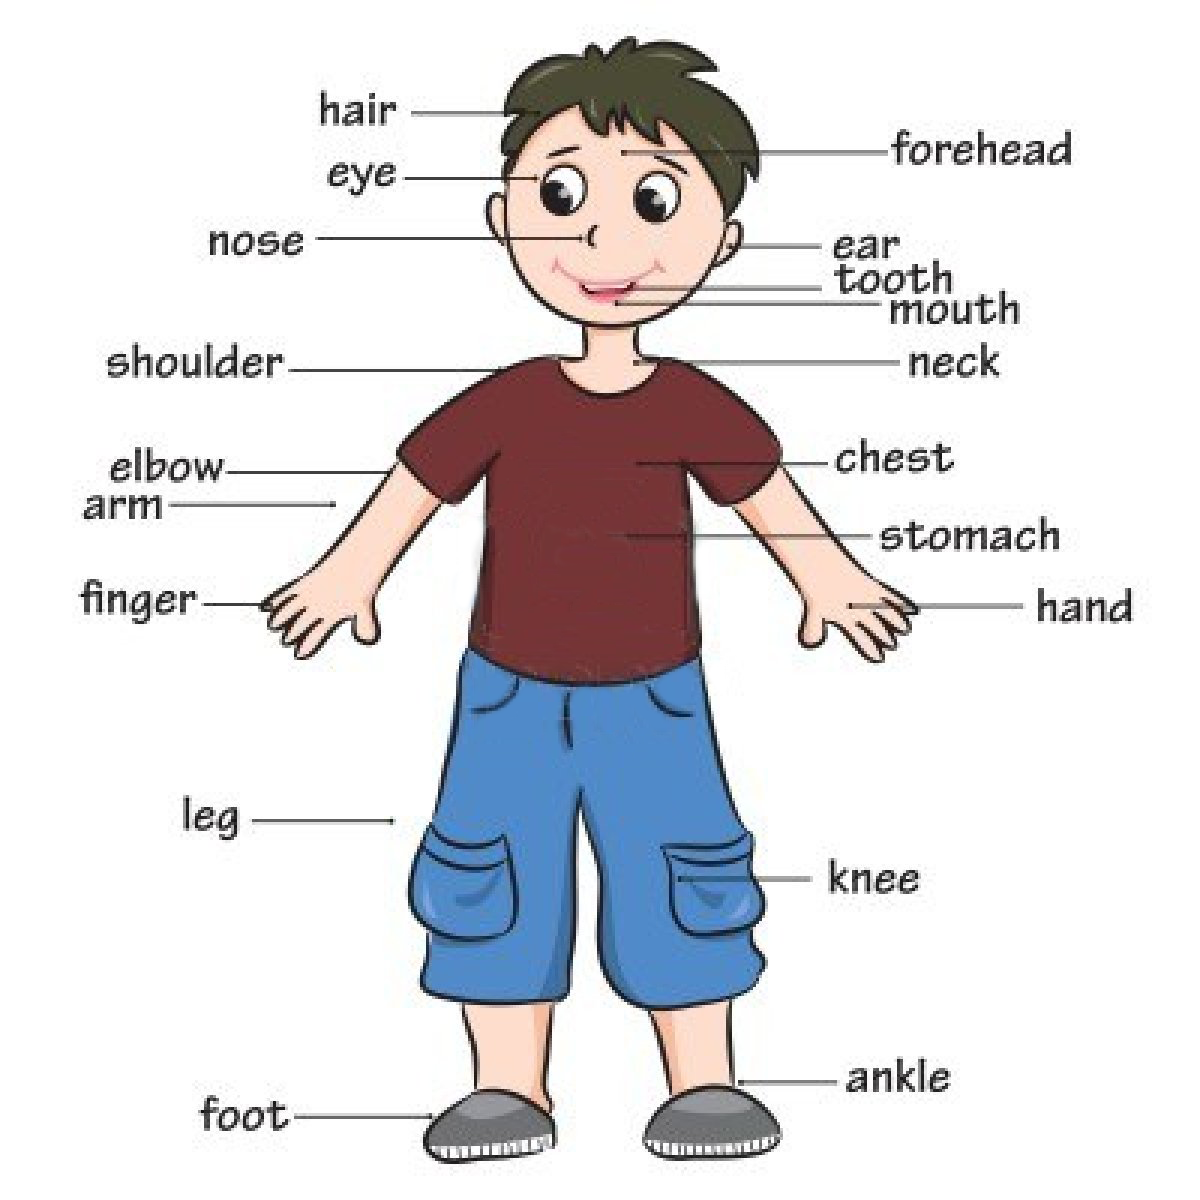 hair
forehead
eye
nose
ear
tooth
mouth
shoulder
neck
elbow
chest
arm
stomach
finger
hand
leg
knee
ankle
foot